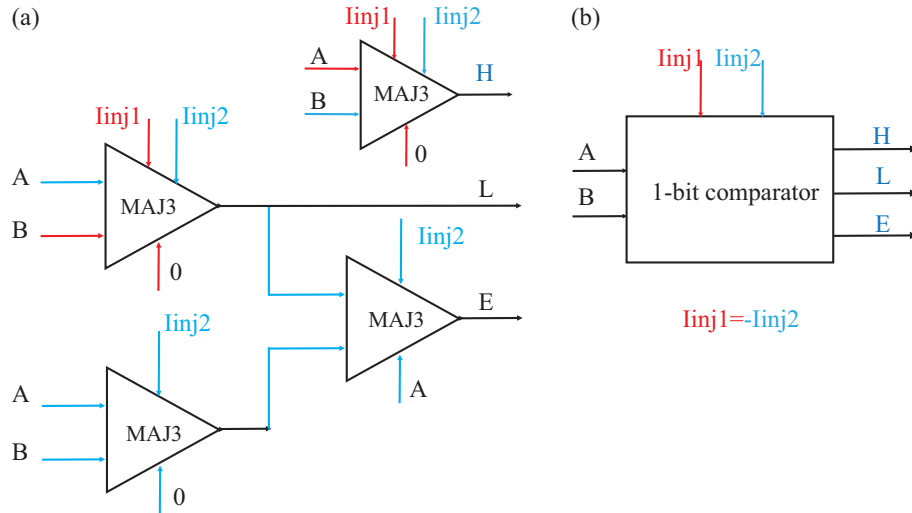 (a)
Iinj1
Iinj2
A
B
MAJ3
H
0
Iinj1
Iinj2
A
B
MAJ3
L
0
Iinj2
MAJ3
E
A
Iinj2
A
B
MAJ3
0
(b)
Iinj1
Iinj2
A
B
1-bit comparator
H
L
E
Iinj1=-Iinj2